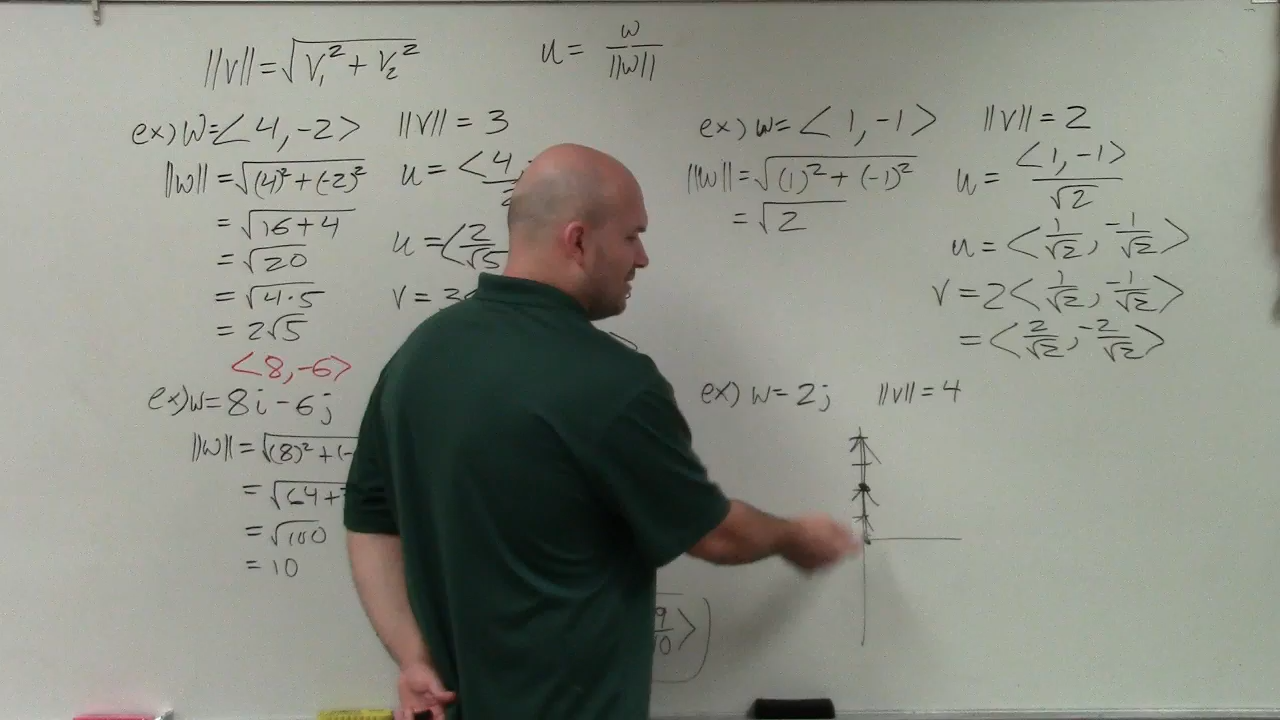 ||v|| = √(v₁² + v₂²)
u = w/||w||
ex) w = <4, -2>
||v|| = 3
||w|| = √((4)² + (-2)²)
= √(16 + 4)
= √20
= √(4·5)
= 2√5
u = <4,
u = <2/√5
v = 3
<8, -6>
ex) w = 8i - 6j
||w|| = √((8)² + (-
= √(64 +
= √100
= 10
9/10>
ex) w = <1, -1>
||v|| = 2
||w|| = √((1)² + (-1)²)
= √2
u = <1, -1>/√2
u = <1/√2, -1/√2>
v = 2<1/√2, -1/√2>
= <2/√2, -2/√2>
ex) w = 2j
||v|| = 4